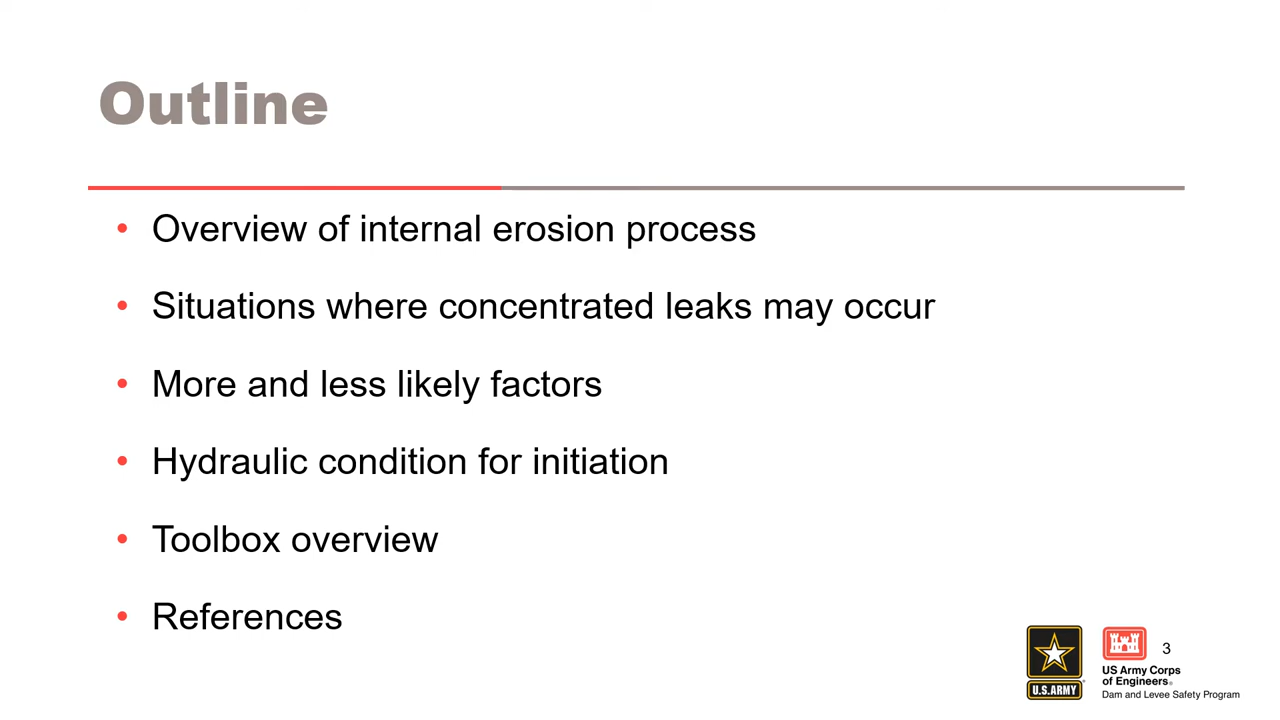 Outline
• Overview of internal erosion process
• Situations where concentrated leaks may occur
• More and less likely factors
• Hydraulic condition for initiation
• Toolbox overview
• References
U.S.ARMY
3
US Army Corps
of Engineers®
Dam and Levee Safety Program